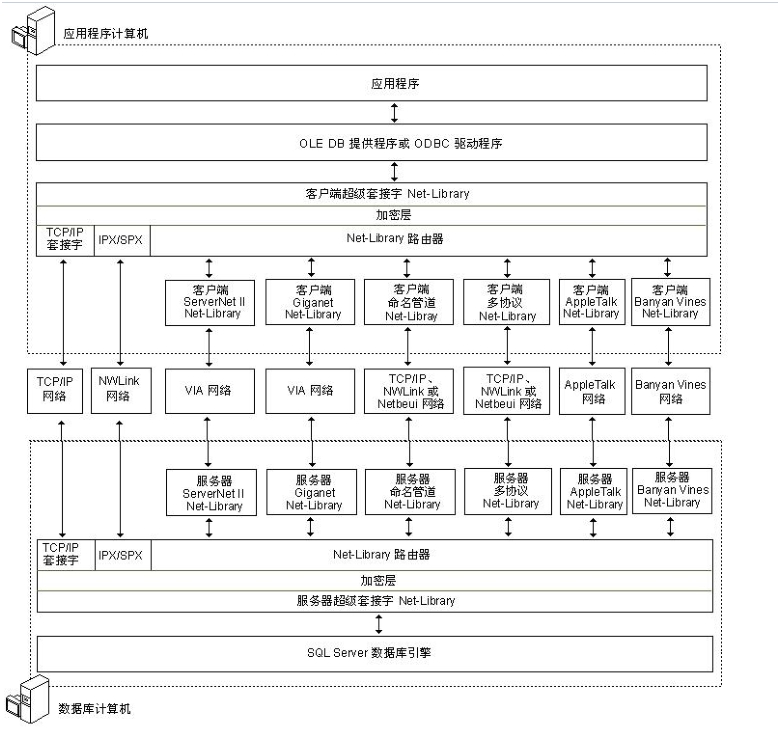 应用程序计算机
应用程序
OLE DB 提供程序或 ODBC 驱动程序
客户端超级套接字 Net-Library
加密层
TCP/IP
套接字
IPX/SPX
Net-Library 路由器
客户端
ServerNet II
Net-Library
客户端
Giganet
Net-Library
客户端
命名管道
Net-Libray
客户端
多协议
Net-Library
客户端
AppleTalk
Net-Library
客户端
Banyan Vines
Net-Library
TCP/IP
网络
NWLink
网络
VIA 网络
VIA 网络
TCP/IP、
NWLink 或
Netbeui 网络
TCP/IP、
NWLink 或
Netbeui 网络
AppleTalk
网络
Banyan Vines
网络
服务器
ServerNet II
Net-Library
服务器
Giganet
Net-Library
服务器
命名管道
Net-Library
服务器
多协议
Net-Library
服务器
AppleTalk
Net-Library
服务器
Banyan Vines
Net-Library
TCP/IP
套接字
IPX/SPX
Net-Library 路由器
加密层
服务器超级套接字 Net-Library
SQL Server 数据库引擎
数据库计算机